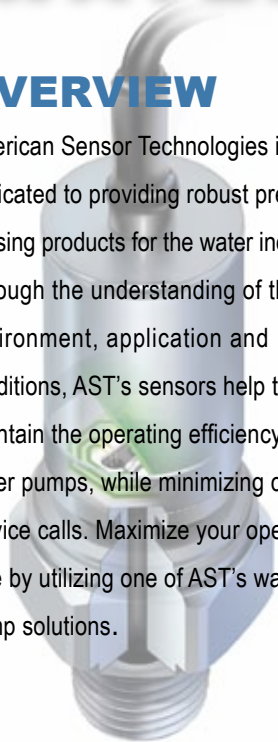 VERVIEW
erican Sensor Technologies i
icated to providing robust pre
sing products for the water ind
ough the understanding of th
ironment, application and
ditions, AST's sensors help t
ntain the operating efficiency
er pumps, while minimizing c
vice calls. Maximize your ope
e by utilizing one of AST's wa
mp solutions.